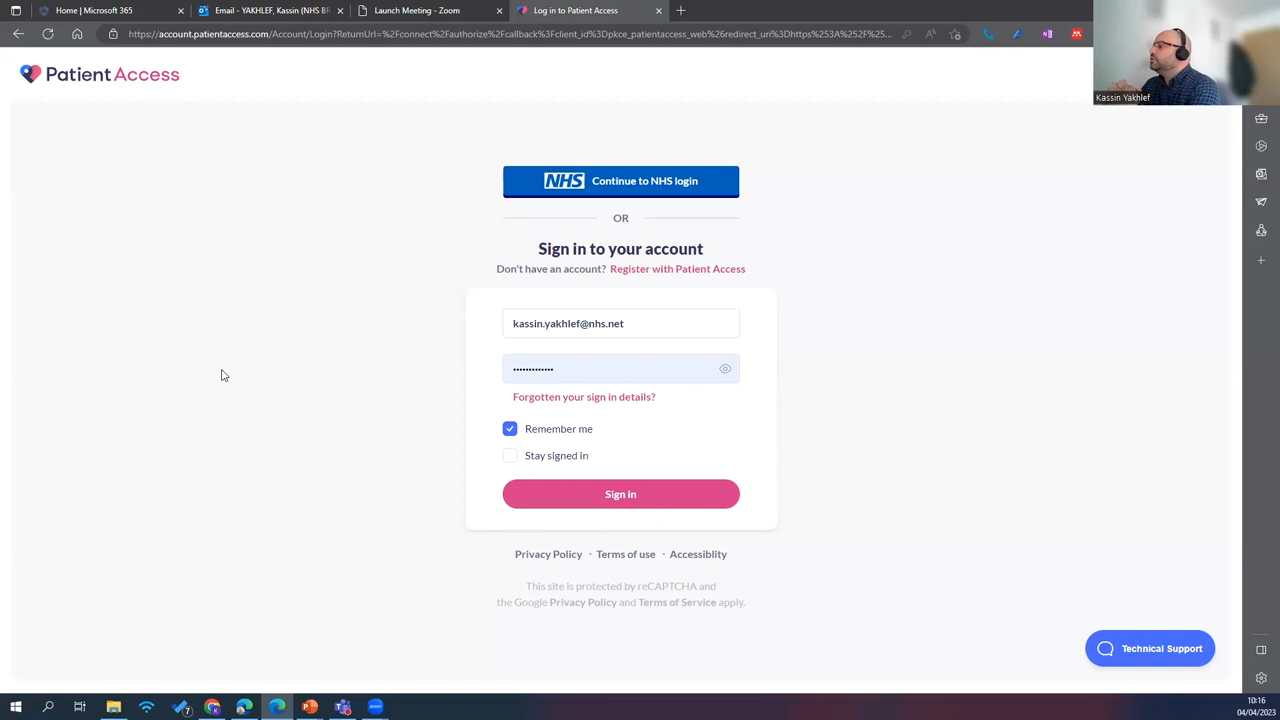 Home | Microsoft 365
Email - YAKHLEF, Kassin (NHS BR
Launch Meeting - Zoom
Log in to Patient Access
https://account.patientaccess.com/Account/Login?ReturnUrl=%2Fconnect%2Fauthorize%2Fcallback%3Fclient_id%3Dpkce_patientaccess_web%26redirect_uri%3Dhttps%253A%252F%25...
Kassin Yakhlef
PatientAccess
NHS Continue to NHS login
OR
Sign in to your account
Don't have an account? Register with Patient Access
kassin.yakhlef@nhs.net
•••••••••••••
Forgotten your sign in details?
Remember me
Stay signed in
Sign in
Privacy Policy · Terms of use · Accessiblity
This site is protected by reCAPTCHA and
the Google Privacy Policy and Terms of Service apply.
Technical Support
10:16
04/04/2023